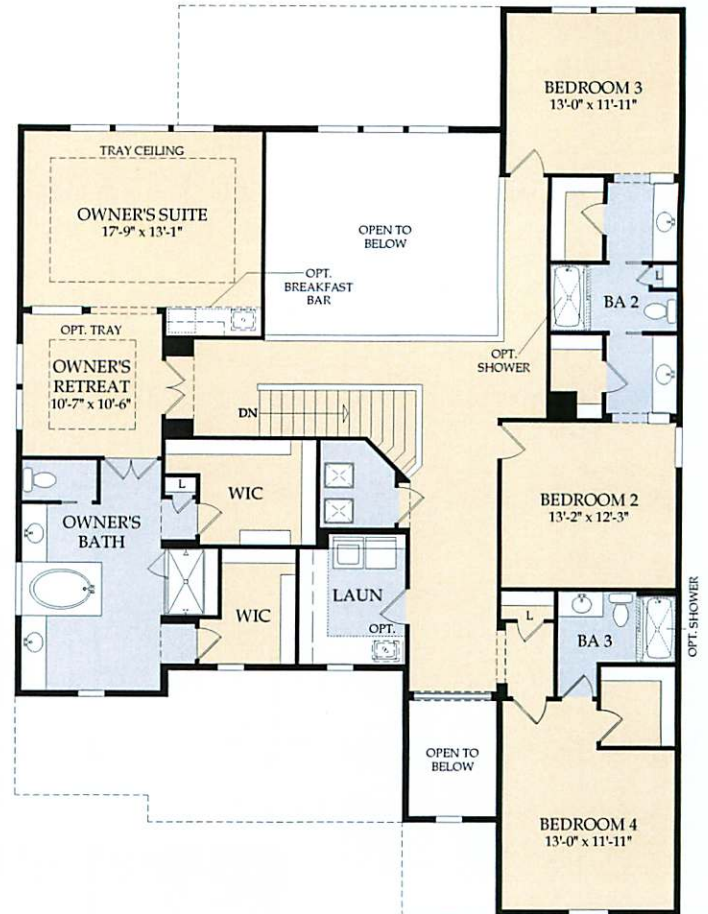 BEDROOM 3
13'-0" x 11'-11"
TRAY CEILING
OWNER'S SUITE
17'-9" x 13'-1"
OPEN TO
BELOW
OPT.
BREAKFAST
BAR
L
BA 2
OPT. TRAY
OWNER'S
RETREAT
10'-7" x 10'-6"
OPT.
SHOWER
DN
L
WIC
OWNER'S
BATH
BEDROOM 2
13'-2" x 12'-3"
LAUN
OPT.
WIC
L
BA 3
OPT. SHOWER
OPEN TO
BELOW
BEDROOM 4
13'-0" x 11'-11"